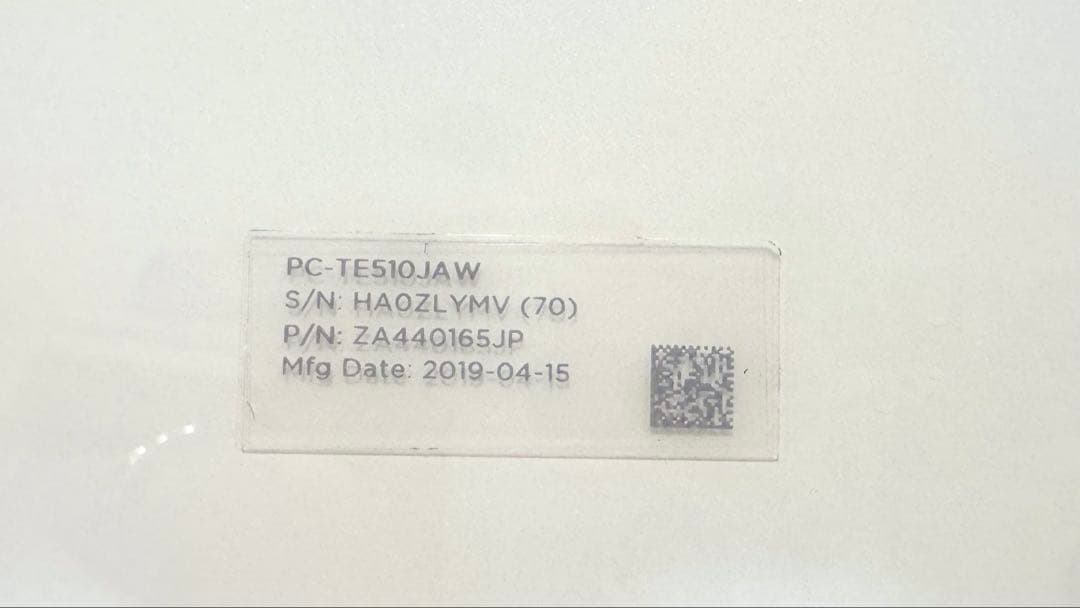 PC-TE510JAW
S/N: HA0ZLYMV (70)
P/N: ZA440165JP
Mfg Date: 2019-04-15